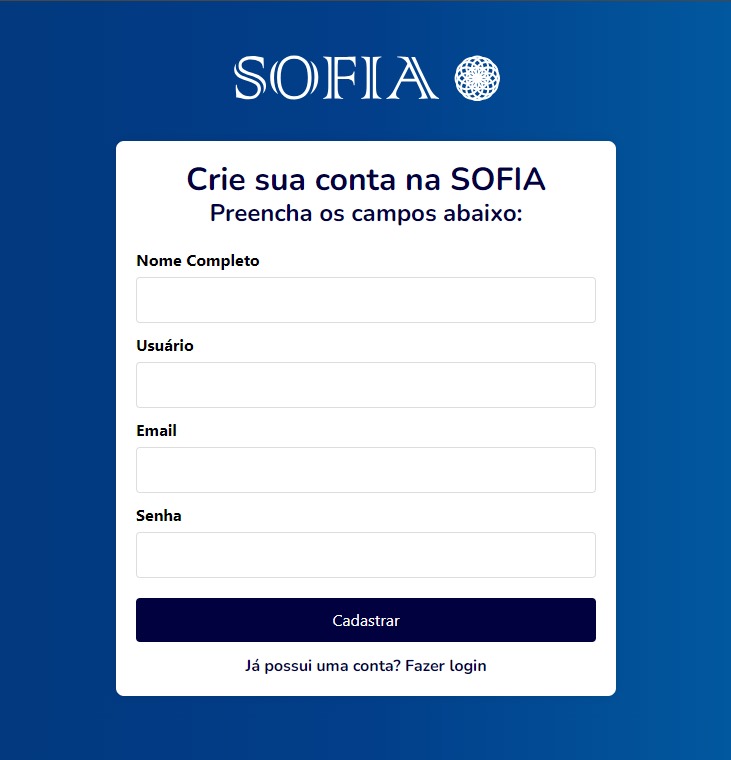 SOFIA
Crie sua conta na SOFIA
Preencha os campos abaixo:
Nome Completo
Usuário
Email
Senha
Cadastrar
Já possui uma conta? Fazer login